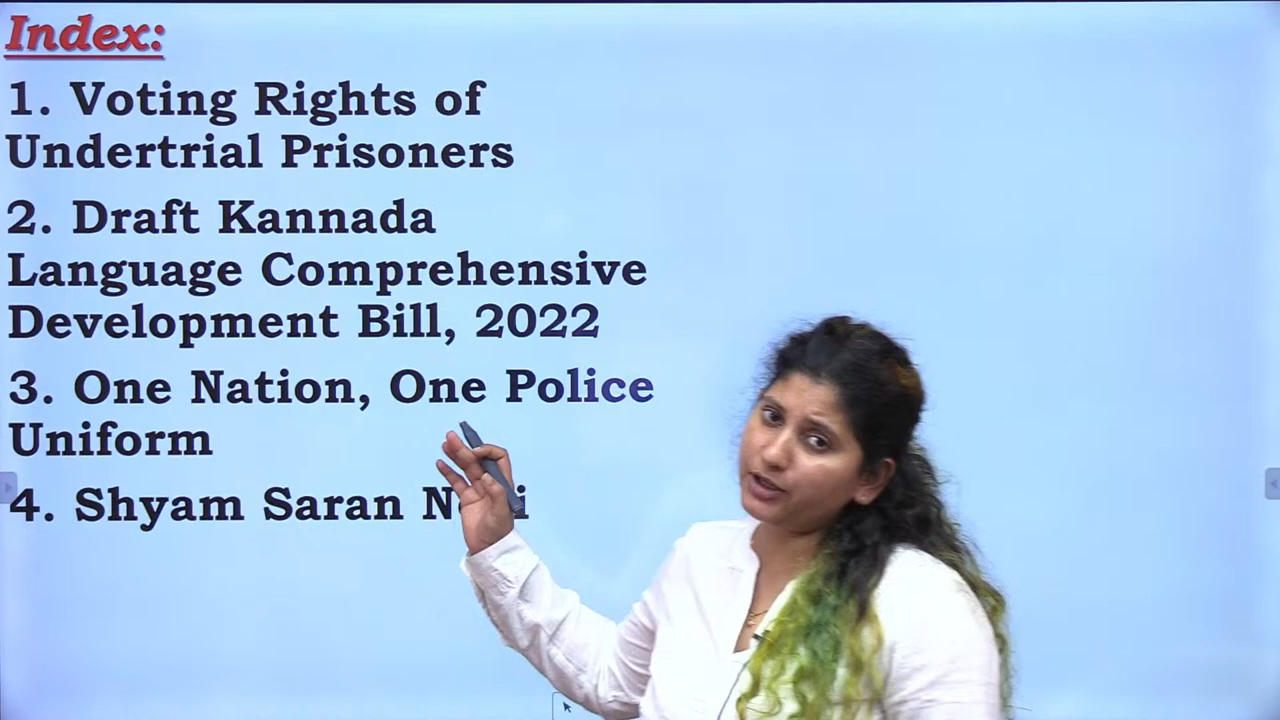 Index:
1. Voting Rights of
Undertrial Prisoners
2. Draft Kannada
Language Comprehensive
Development Bill, 2022
3. One Nation, One Police
Uniform
4. Shyam Saran